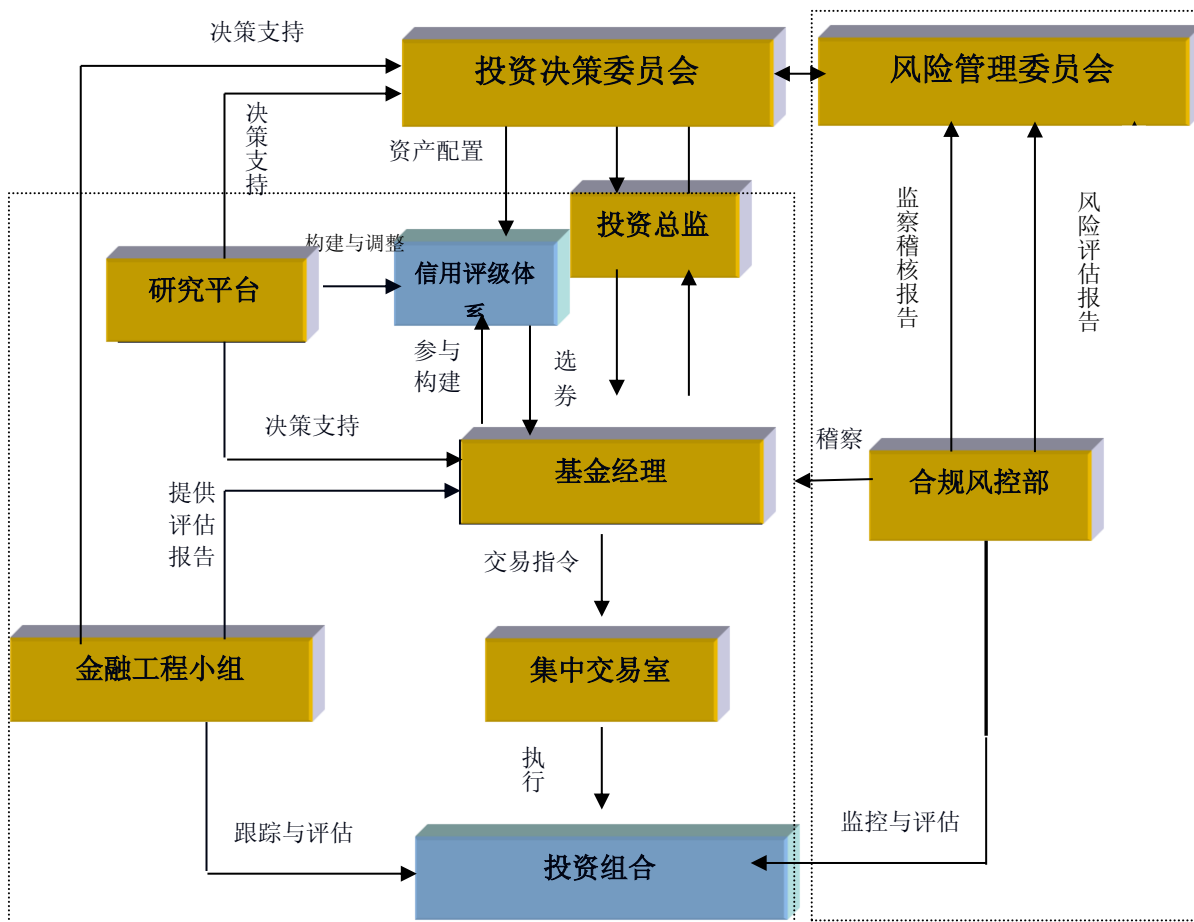 决策支持
投资决策委员会
风险管理委员会
决策支持
资产配置
监察稽核报告
风险评估报告
投资总监
构建与调整
研究平台
信用评级体
系
参与
构建
选
券
决策支持
稽察
基金经理
合规风控部
提供
评估
报告
交易指令
金融工程小组
集中交易室
执行
跟踪与评估
监控与评估
投资组合